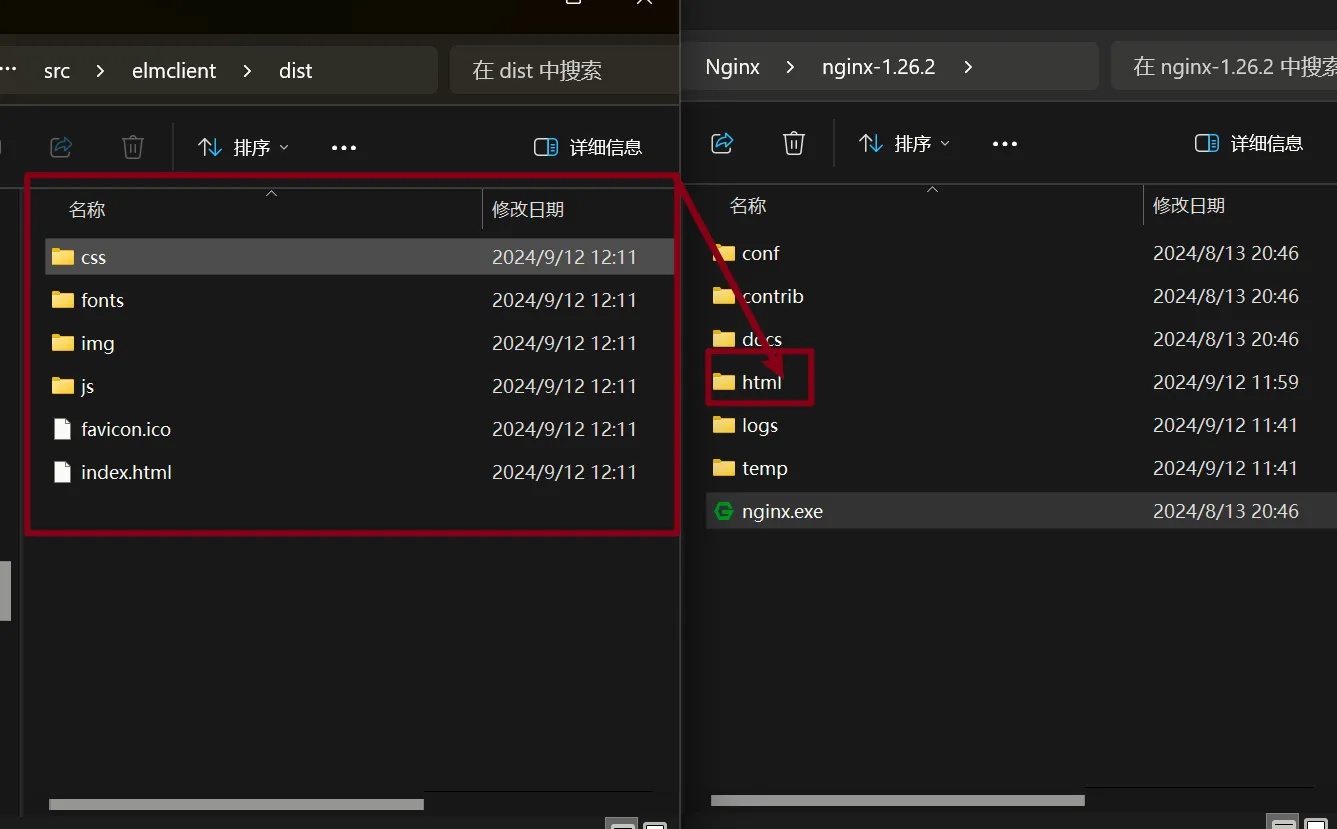 ··· src > elmclient > dist
在 dist 中搜索
排序
···
详细信息
名称 修改日期
css 2024/9/12 12:11
fonts 2024/9/12 12:11
img 2024/9/12 12:11
js 2024/9/12 12:11
favicon.ico 2024/9/12 12:11
index.html 2024/9/12 12:11
Nginx > nginx-1.26.2 >
在 nginx-1.26.2 中搜索
排序
···
详细信息
名称 修改日期
conf 2024/8/13 20:46
contrib 2024/8/13 20:46
docs 2024/8/13 20:46
html 2024/9/12 11:59
logs 2024/9/12 11:41
temp 2024/9/12 11:41
nginx.exe 2024/8/13 20:46